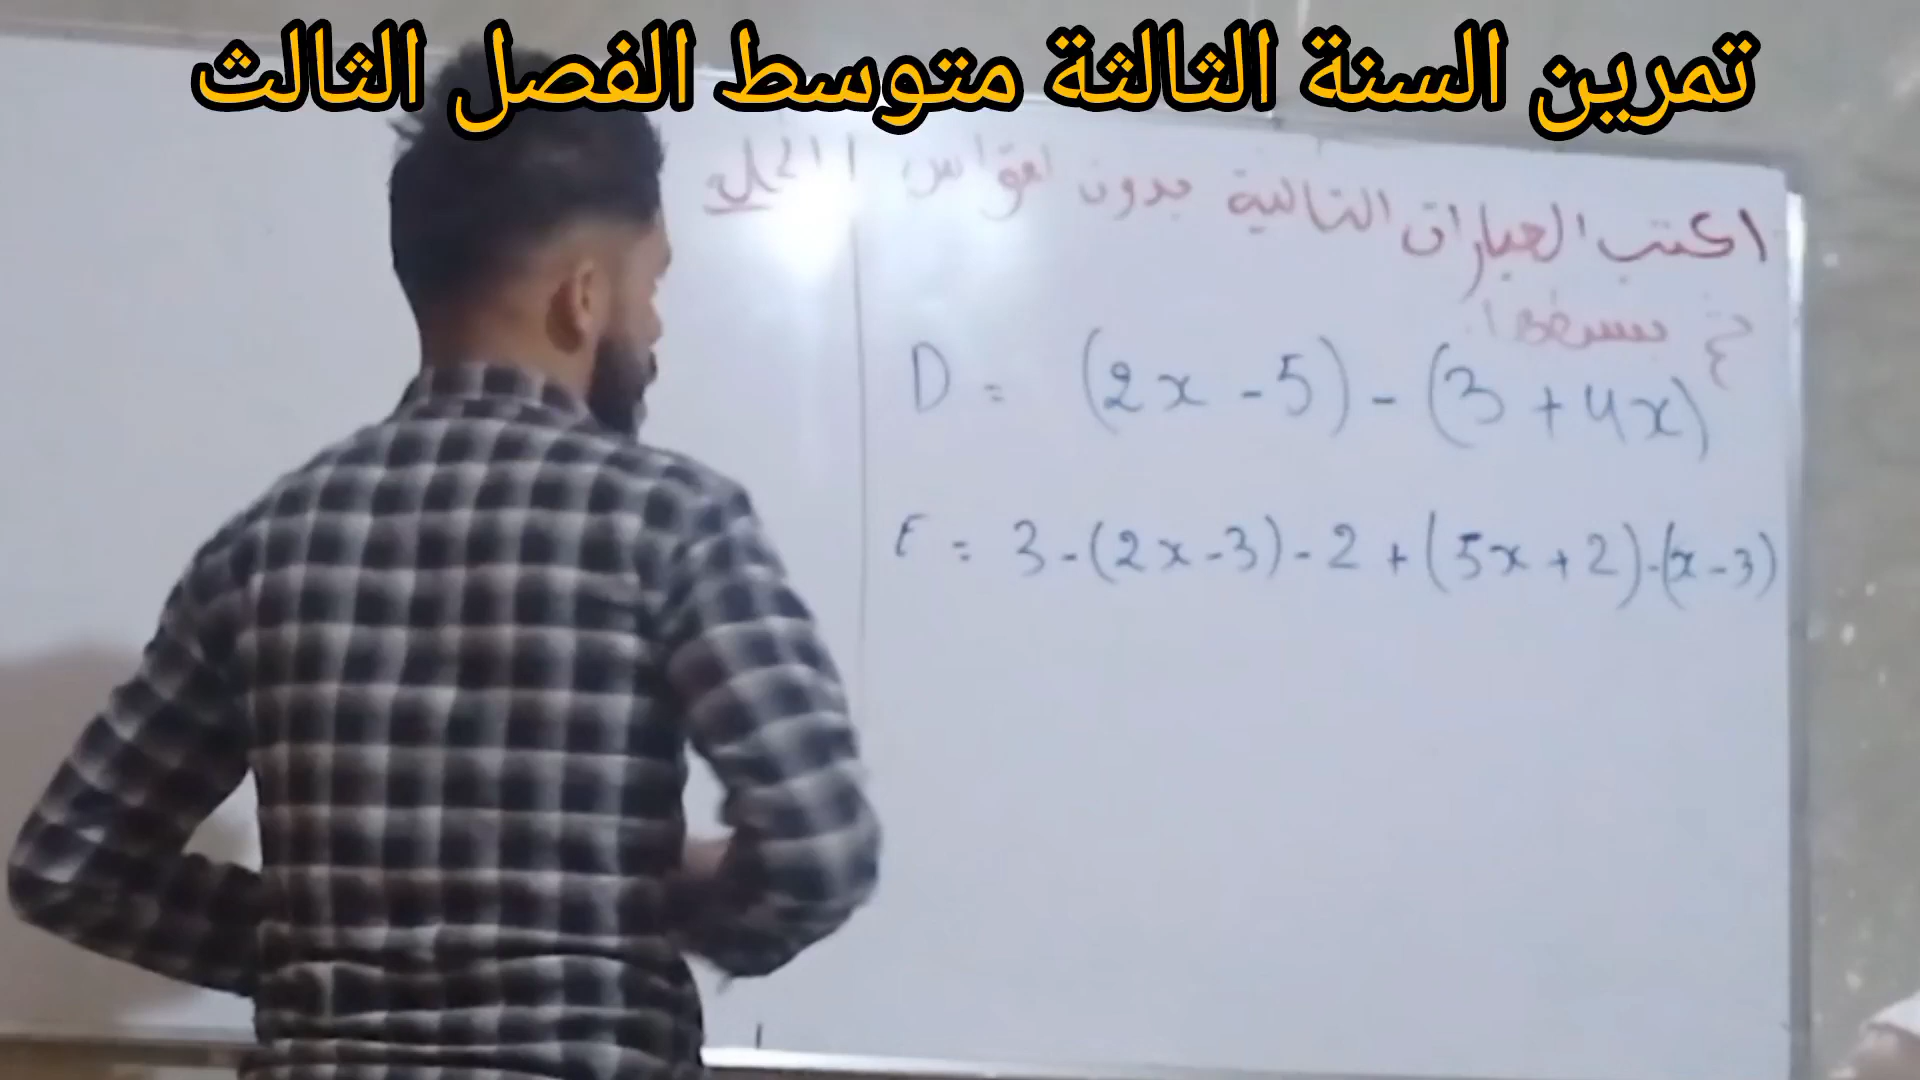 تمرين السنة الثالثة متوسط الفصل الثالث
اكتب العبارات التالية بدون اقواس
ثم بسطها
الحل
D = (2x - 5) - (3 + 4x)
E = 3 - (2x - 3) - 2 + (5x + 2) - (x - 3)